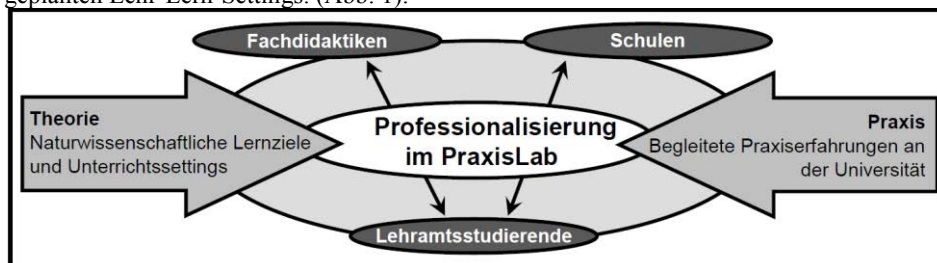 geplanten Lehr-Lern-Settings. (Abb. 1).
Fachdidaktiken
Schulen
Theorie
Naturwissenschaftliche Lernziele
und Unterrichtssettings
Professionalisierung
im PraxisLab
Praxis
Begleitete Praxiserfahrungen an
der Universität
Lehramtsstudierende